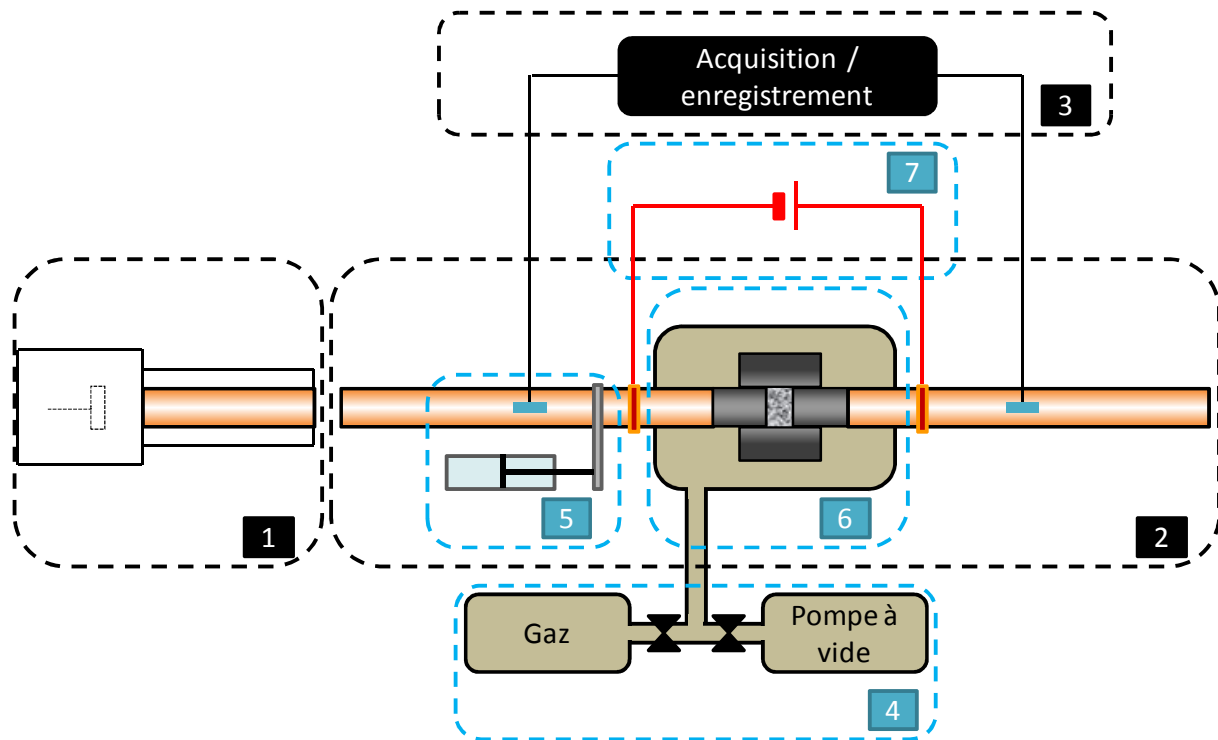 Acquisition /
enregistrement
3
7
5
6
1
2
Gaz
Pompe à
vide
4